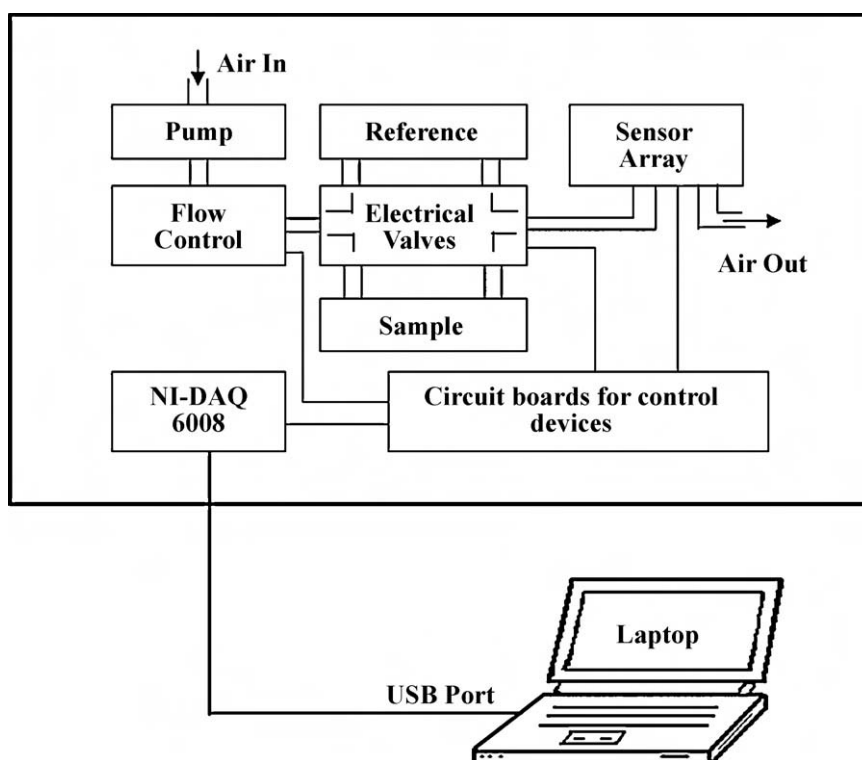 Air In
Pump
Reference
Sensor
Array
Flow
Control
Electrical
Valves
Air Out
Sample
NI-DAQ
6008
Circuit boards for control
devices
Laptop
USB Port